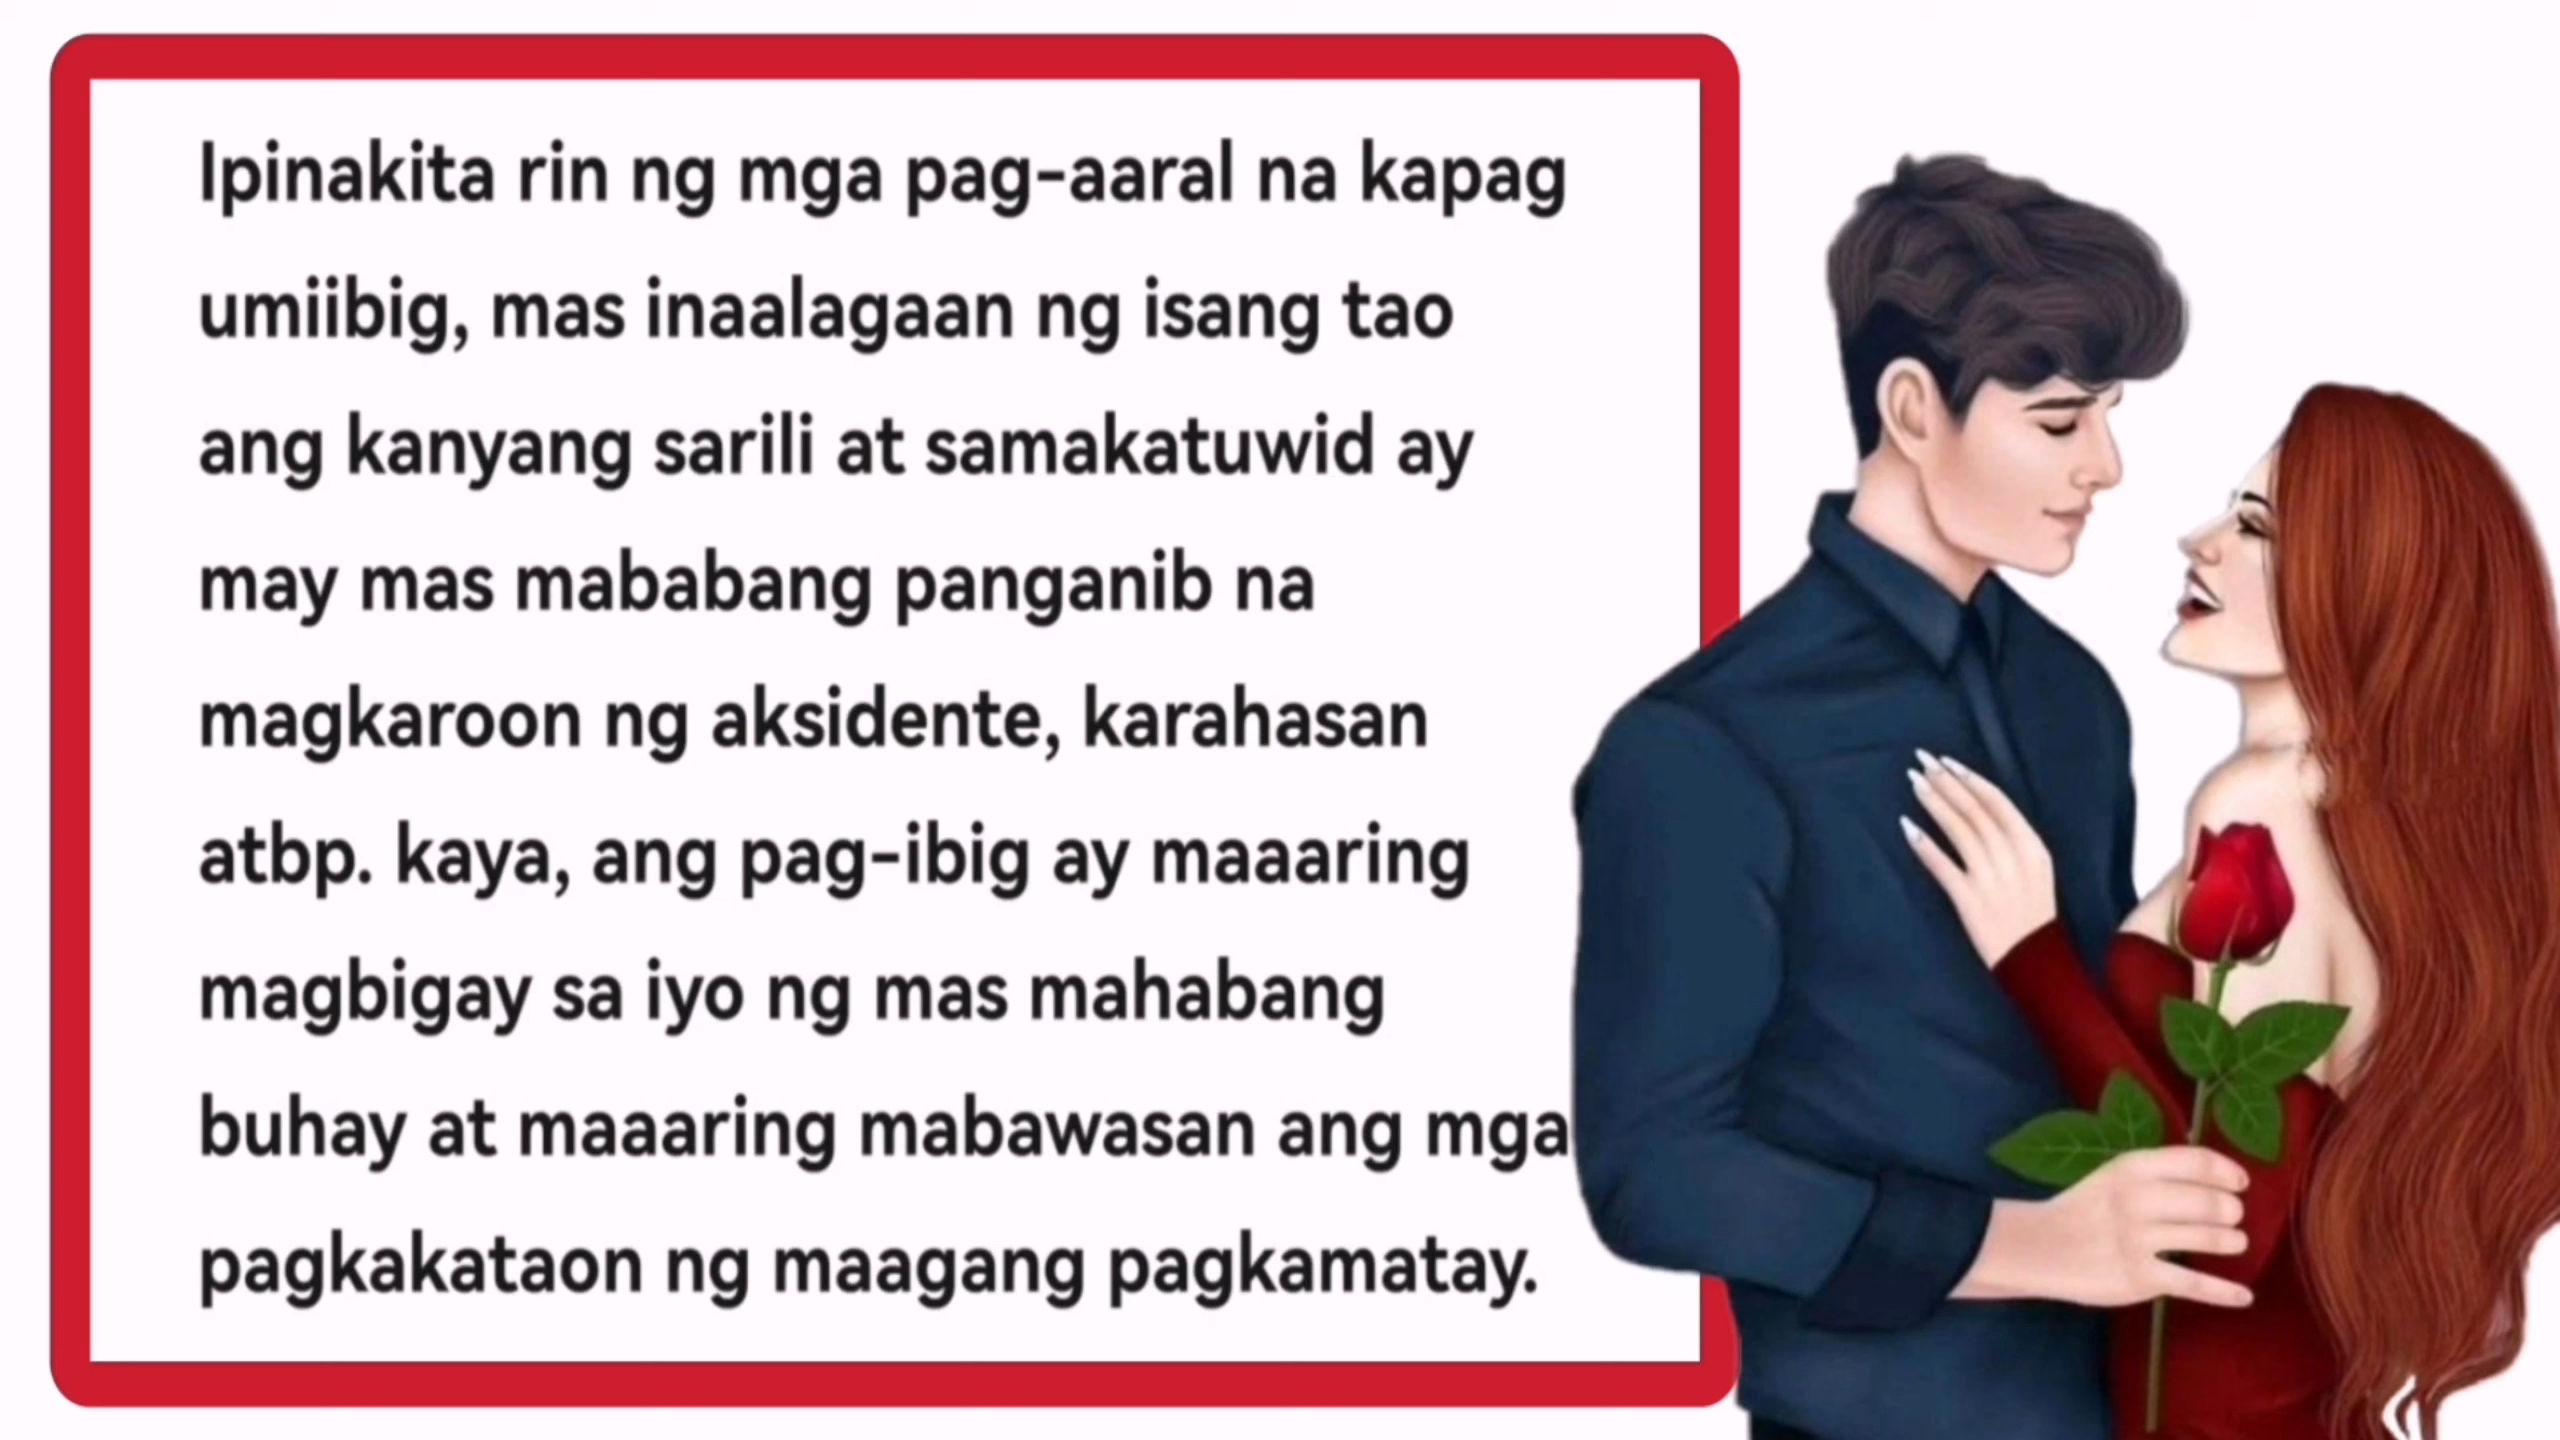 Ipinakita rin ng mga pag-aaral na kapag
umiibig, mas inaalagaan ng isang tao
ang kanyang sarili at samakatuwid ay
may mas mababang panganib na
magkaroon ng aksidente, karahasan
atbp. kaya, ang pag-ibig ay maaaring
magbigay sa iyo ng mas mahabang
buhay at maaaring mabawasan ang mga
pagkakataon ng maagang pagkamatay.